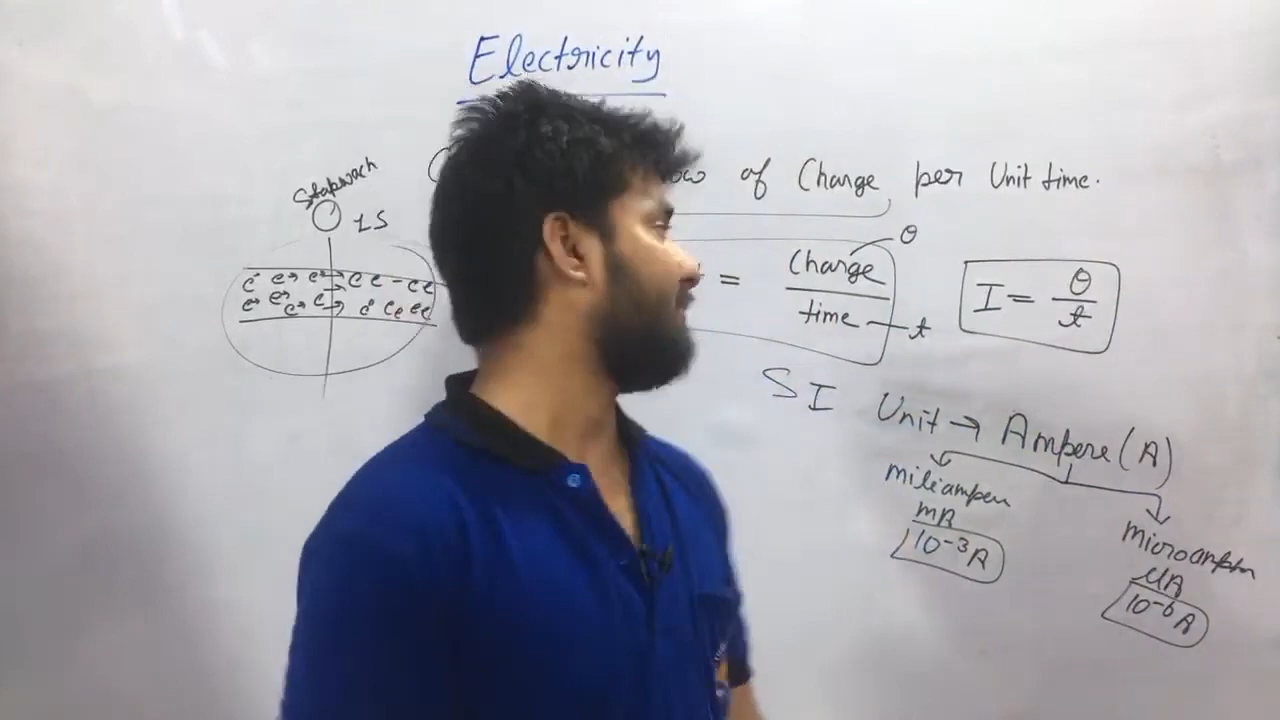 Electricity
ow of Charge per Unit time.
Stopwach
1S
= Charge / time
Q
t
I = Q / t
e e e e e - e e
SI Unit → Ampere (A)
miliampere
mA
10⁻³A
microampere
μA
10⁻⁶A